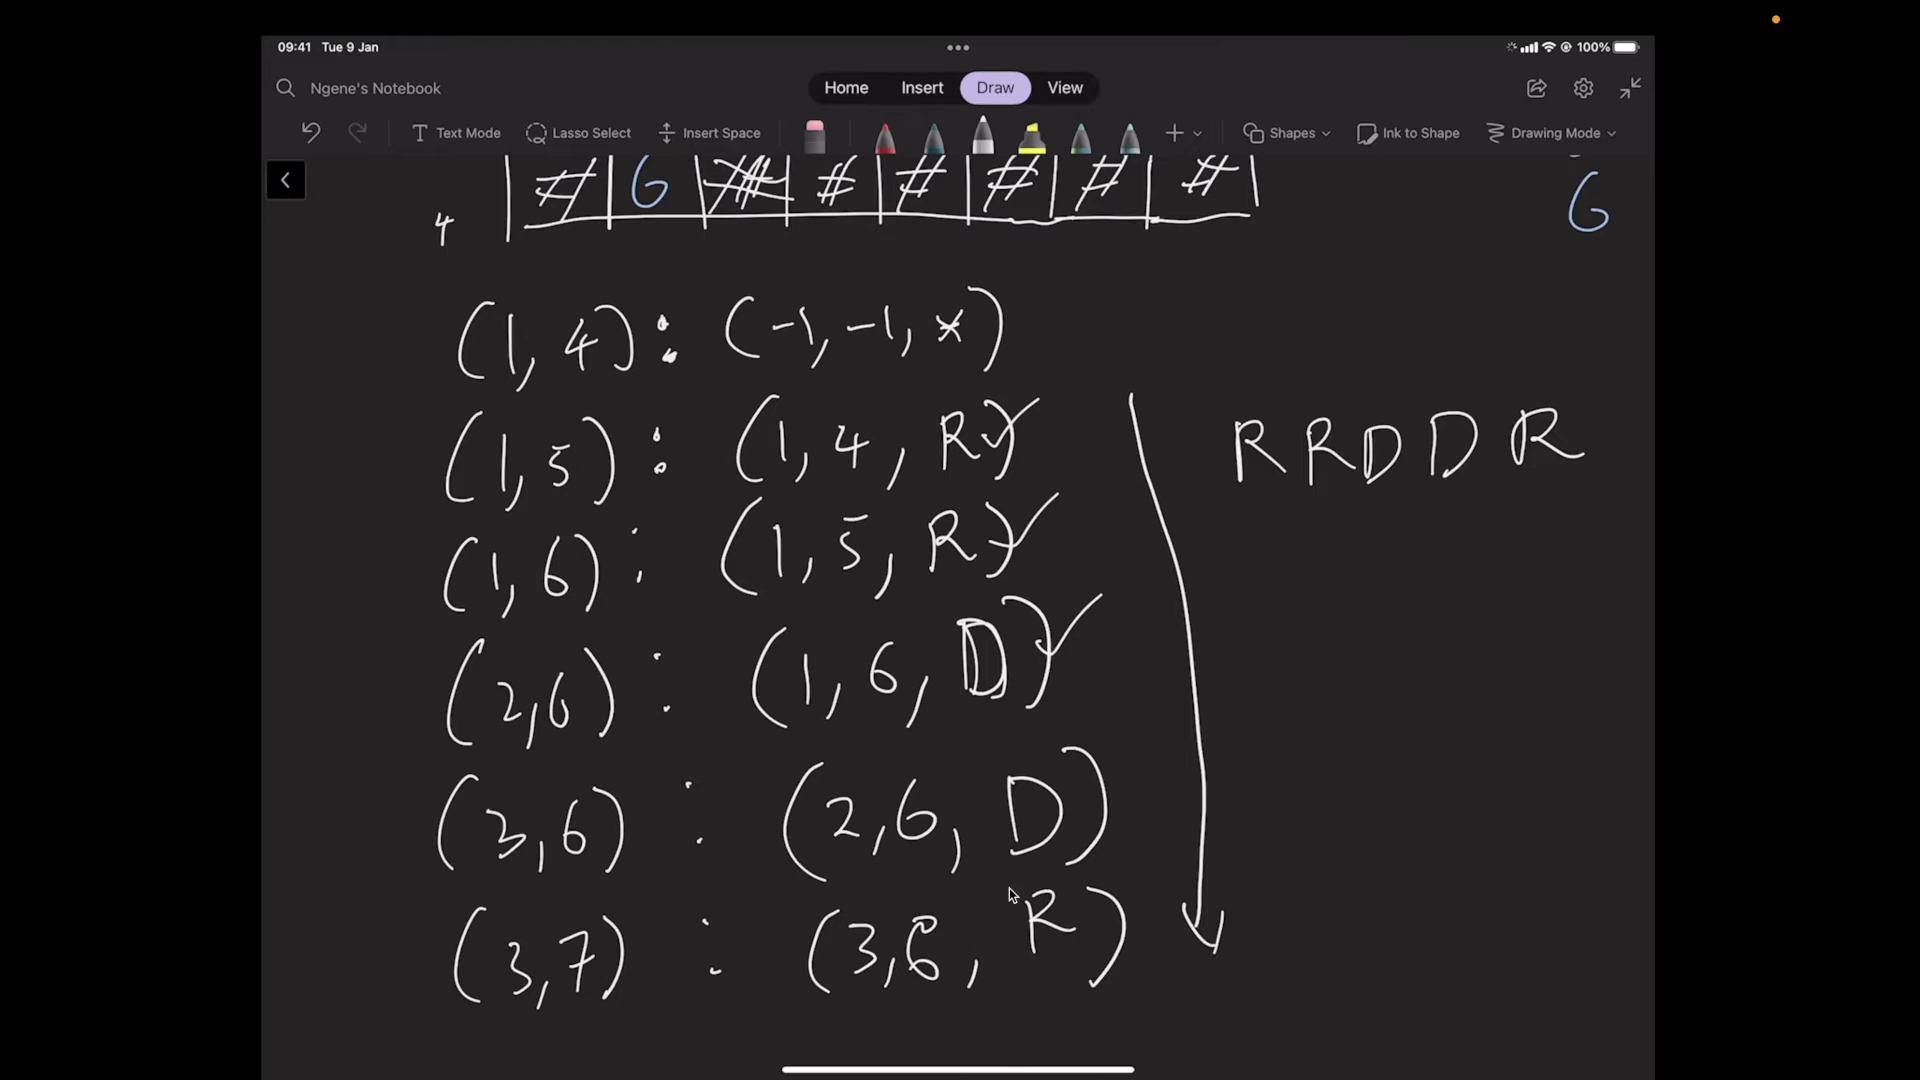 09:41 Tue 9 Jan 100%
Ngene's Notebook Home Insert Draw View
Text Mode Lasso Select Insert Space Shapes Ink to Shape Drawing Mode
# G # # # # # #
4
G
(1, 4) : (-1, -1, *)
(1, 5) : (1, 4, R)✓
R R D D R
(1, 6) : (1, 5, R)✓
(2, 6) : (1, 6, D)✓
(3, 6) : (2, 6, D)
(3, 7) : (3, 6, R)